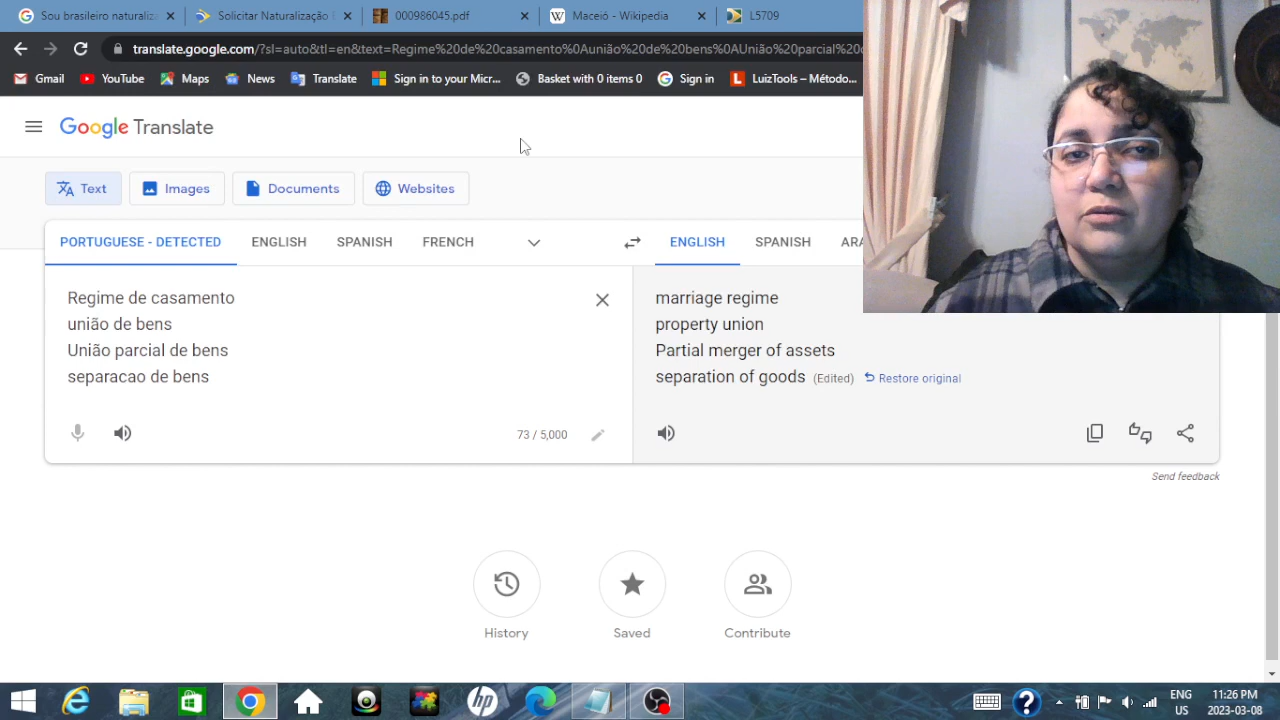 Sou brasileiro naturaliz
Solicitar Naturalização
000986045.pdf
Maceió - Wikipedia
L5709
translate.google.com/?sl=auto&tl=en&text=Regime%20de%20casamento%0Aunião%20de%20bens%0AUnião%20parcial%20
Gmail
YouTube
Maps
News
Translate
Sign in to your Micr...
Basket with 0 items 0
Sign in
LuizTools – Método...
Google Translate
Text
Images
Documents
Websites
PORTUGUESE - DETECTED
ENGLISH
SPANISH
FRENCH
ENGLISH
SPANISH
ARA
Regime de casamento
união de bens
União parcial de bens
separacao de bens
73 / 5,000
marriage regime
property union
Partial merger of assets
separation of goods (Edited) Restore original
Send feedback
History
Saved
Contribute
ENG
US
11:26 PM
2023-03-08